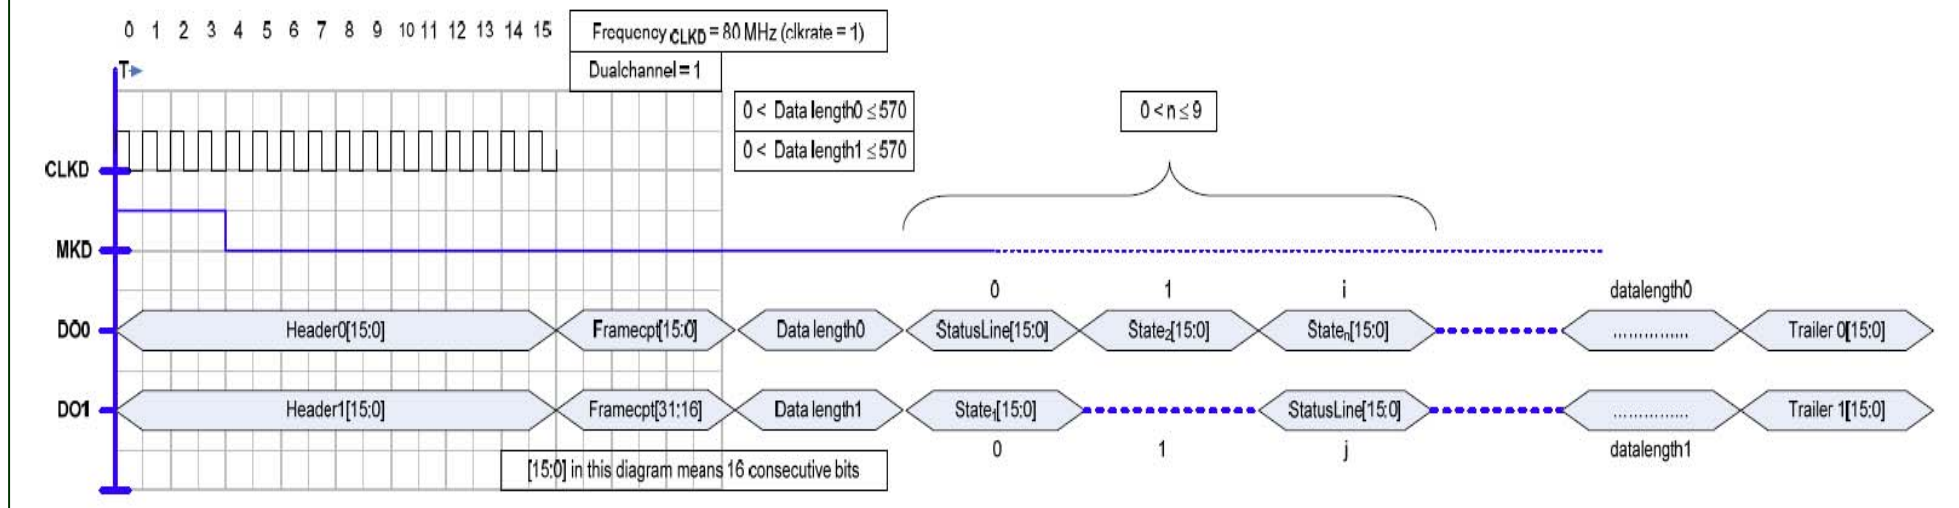 0 1 2 3 4 5 6 7 8 9 10 11 12 13 14 15
Frequency CLKD = 80 MHz (clkrate = 1)
T
Dualchannel = 1
0 < Data length0 ≤ 570
0 < n ≤ 9
0 < Data length1 ≤ 570
CLKD
MKD
0 1 i datalength0
DO0 Header0[15:0] Framecpt[15:0] Data length0 StatusLine[15:0] State2[15:0] Staten[15:0] .............. Trailer 0[15:0]
DO1 Header1[15:0] Framecpt[31:16] Data length1 State1[15:0] StatusLine[15:0] .............. Trailer 1[15:0]
0 1 j datalength1
[15:0] in this diagram means 16 consecutive bits